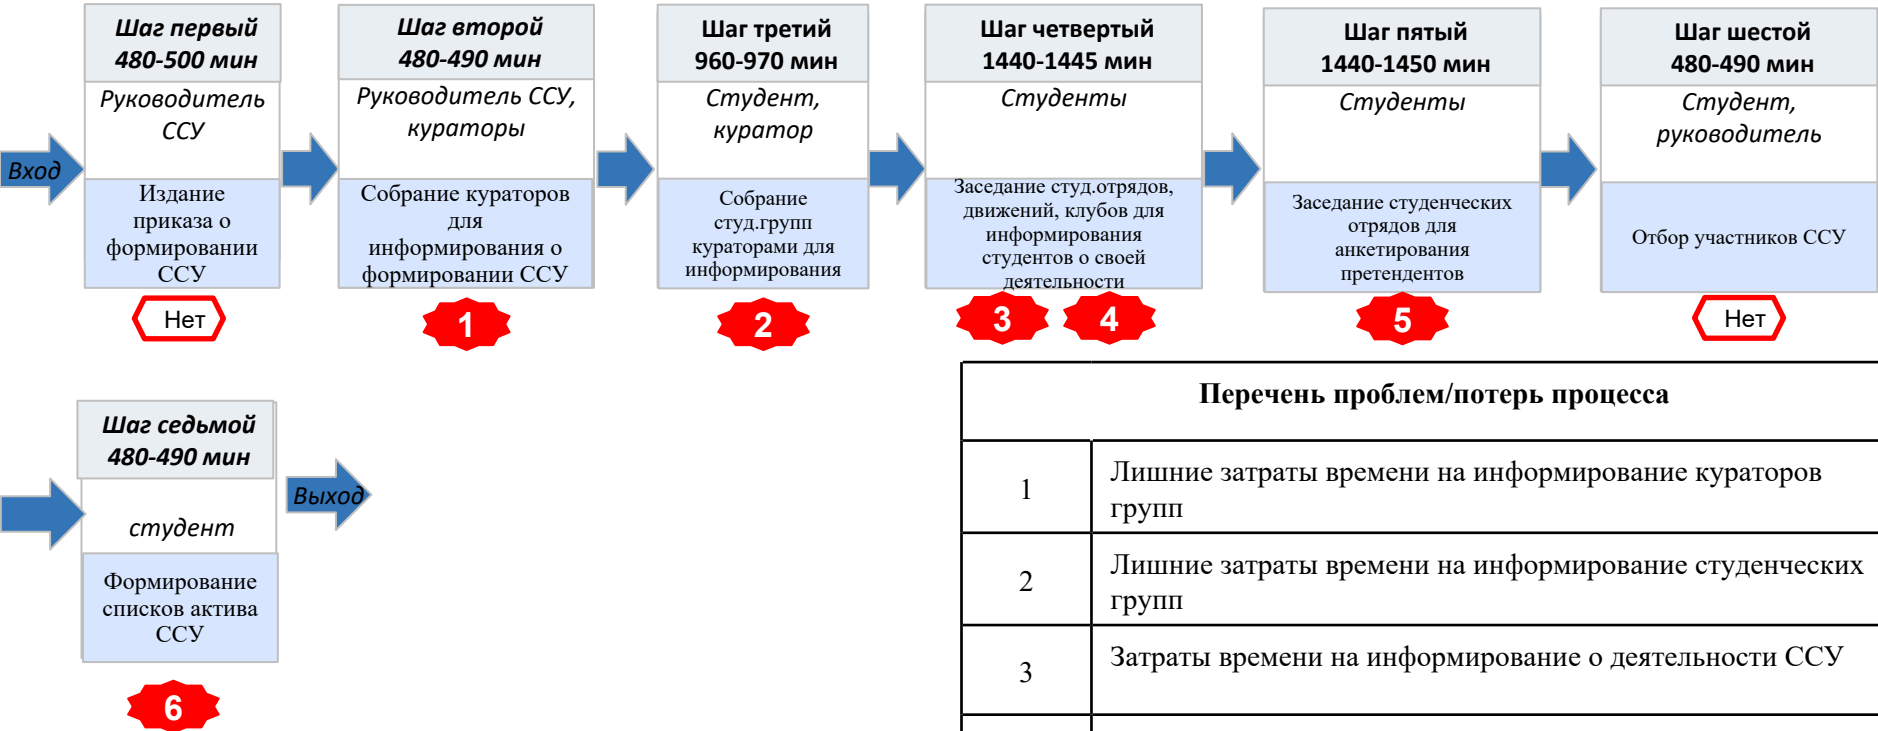 Вход
Шаг первый
480-500 мин
Руководитель
ССУ
Издание
приказа о
формировании
ССУ
Нет
Шаг второй
480-490 мин
Руководитель ССУ,
кураторы
Собрание кураторов
для
информирования о
формировании ССУ
1
Шаг третий
960-970 мин
Студент,
куратор
Собрание
студ.групп
кураторами для
информирования
2
Шаг четвертый
1440-1445 мин
Студенты
Заседание студ.отрядов,
движений, клубов для
информирования
студентов о своей
деятельности
3
4
Шаг пятый
1440-1450 мин
Студенты
Заседание студенческих
отрядов для
анкетирования
претендентов
5
Шаг шестой
480-490 мин
Студент,
руководитель
Отбор участников ССУ
Нет
Шаг седьмой
480-490 мин
студент
Формирование
списков актива
ССУ
6
Выход
Перечень проблем/потерь процесса
1
Лишние затраты времени на информирование кураторов
групп
2
Лишние затраты времени на информирование студенческих
групп
3
Затраты времени на информирование о деятельности ССУ